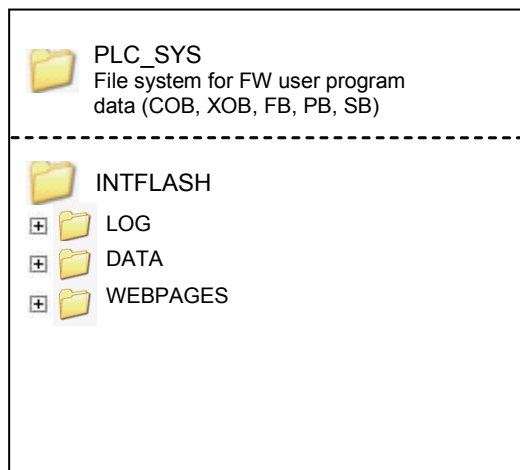 PLC_SYS
File system for FW user program
data (COB, XOB, FB, PB, SB)
INTFLASH
LOG
DATA
WEBPAGES